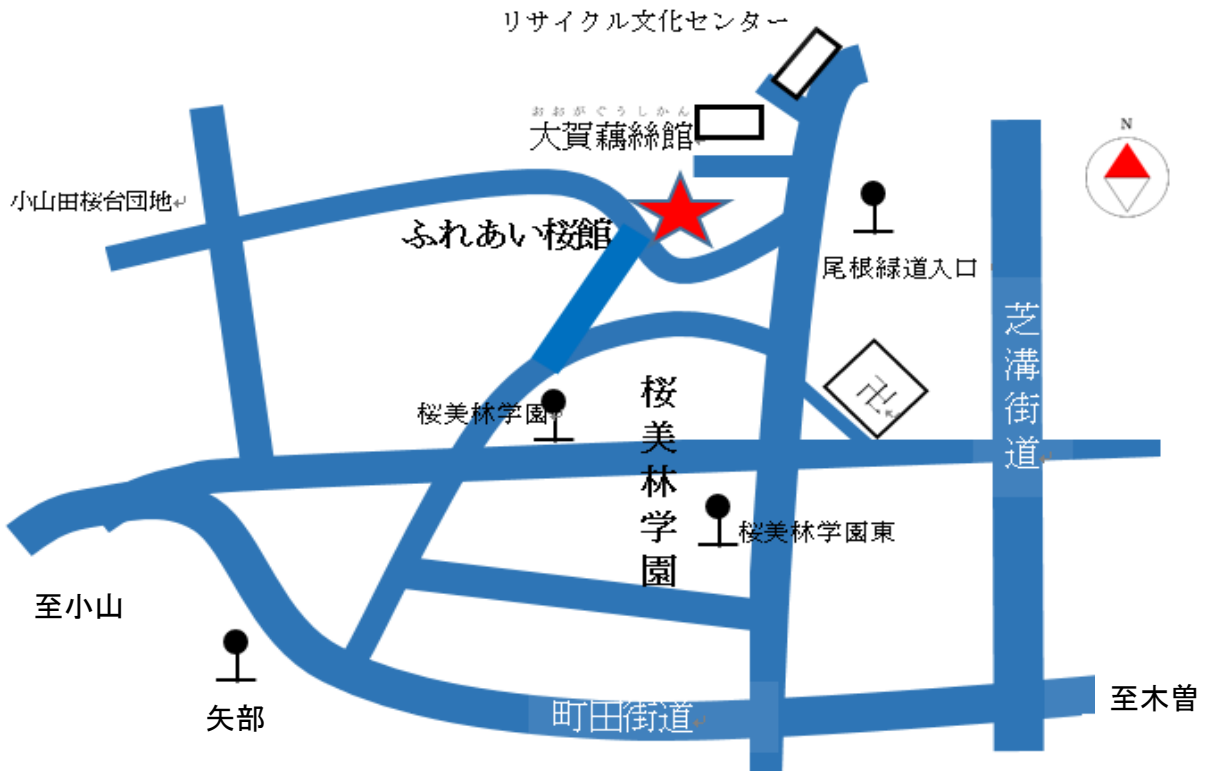 リサイクル文化センター
おおがぐうしかん
大賀藕絲館
N
小山田桜台団地
ふれあい桜館
尾根緑道入口
芝溝街道
卍
桜美林学園
桜美林学園
桜美林学園東
至小山
矢部
町田街道
至木曽